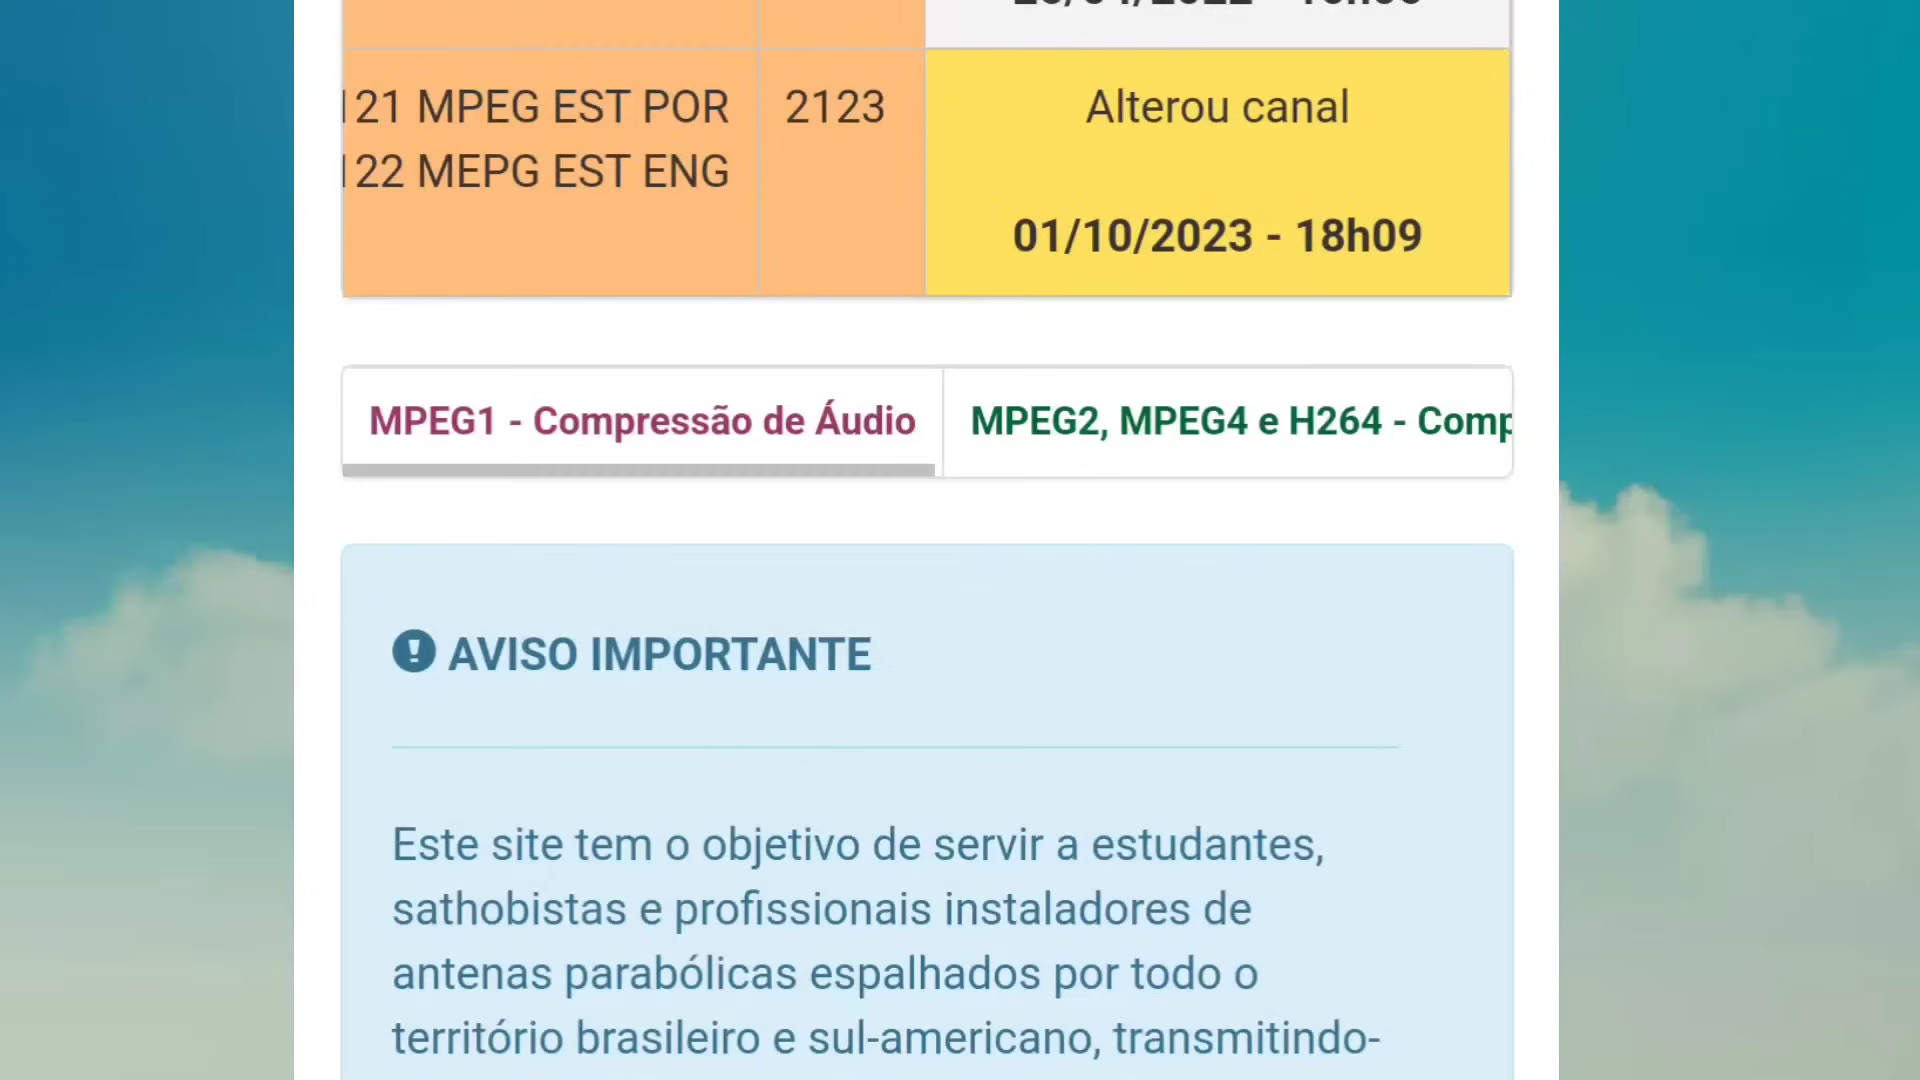 121 MPEG EST POR
122 MEPG EST ENG
2123
Alterou canal
01/10/2023 - 18h09
MPEG1 - Compressão de Áudio
MPEG2, MPEG4 e H264 - Comp
AVISO IMPORTANTE
Este site tem o objetivo de servir a estudantes,
sathobistas e profissionais instaladores de
antenas parabólicas espalhados por todo o
território brasileiro e sul-americano, transmitindo-